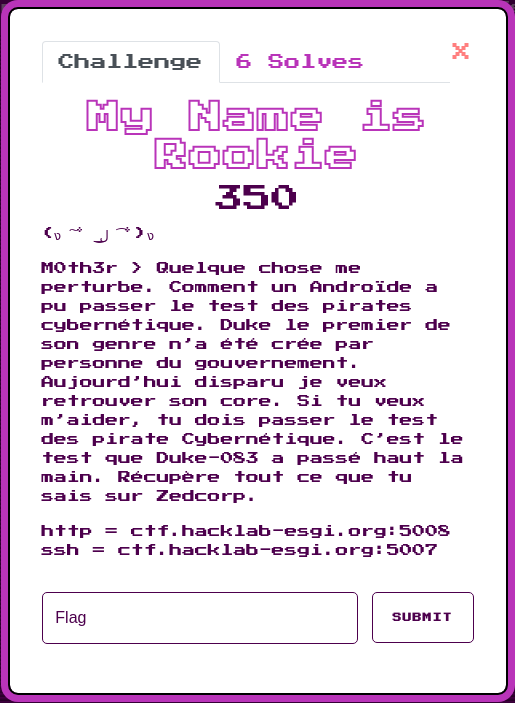 Challenge
6 Solves
X
My Name is
Rookie
350
M0th3r > Quelque chose me
perturbe. Comment un Androïde a
pu passer le test des pirates
cybernétique. Duke le premier de
son genre n'a été crée par
personne du gouvernement.
Aujourd'hui disparu je veux
retrouver son core. Si tu veux
m'aider, tu dois passer le test
des pirate Cybernétique. C'est le
test que Duke-083 a passé haut la
main. Récupère tout ce que tu
sais sur Zedcorp.
http = ctf.hacklab-esgi.org:5008
ssh = ctf.hacklab-esgi.org:5007
Flag
SUBMIT